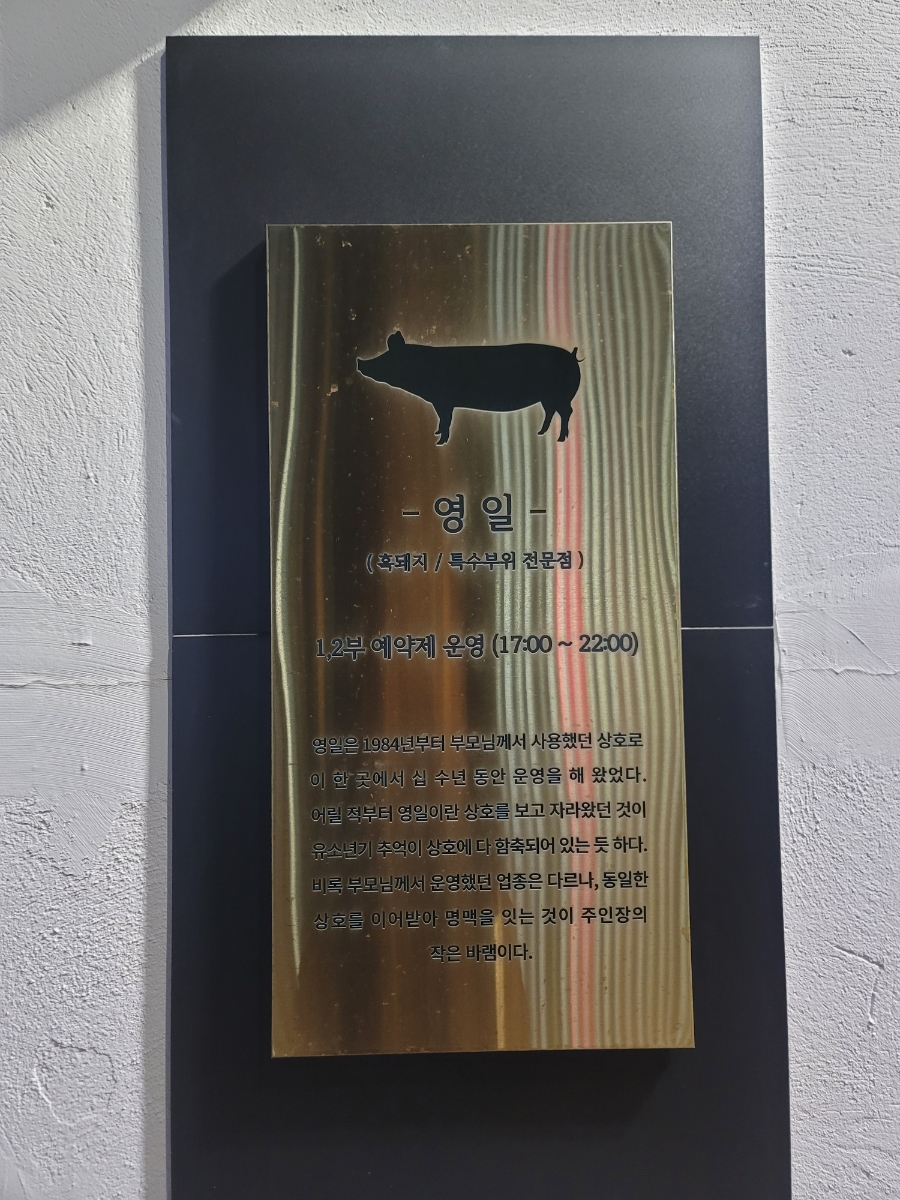 - 영 일 -
( 흑돼지 / 특수부위 전문점 )
1,2부 예약제 운영 (17:00 ~ 22:00)
영일은 1984년부터 부모님께서 사용했던 상호로
이 한 곳에서 십 수년 동안 운영을 해 왔었다.
어릴 적부터 영일이란 상호를 보고 자라왔던 것이
유소년기 추억이 상호에 다 함축되어 있는 듯 하다.
비록 부모님께서 운영했던 업종은 다르나, 동일한
상호를 이어받아 명맥을 잇는 것이 주인장의
작은 바램이다.